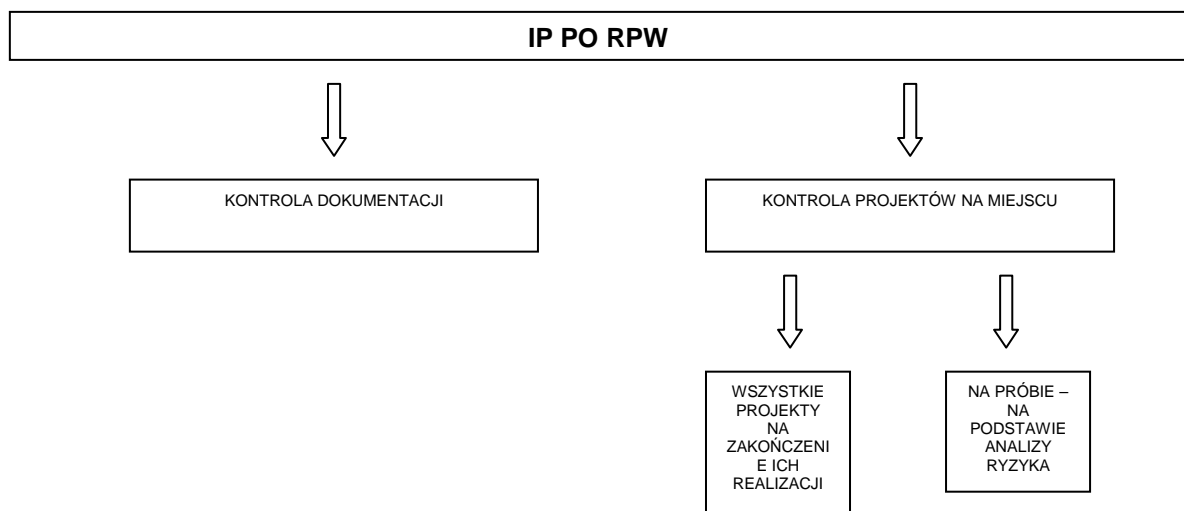 IP PO RPW
KONTROLA DOKUMENTACJI
KONTROLA PROJEKTÓW NA MIEJSCU
WSZYSTKIE
PROJEKTY
NA
ZAKOŃCZENI
E ICH
REALIZACJI
NA PRÓBIE –
NA
PODSTAWIE
ANALIZY
RYZYKA